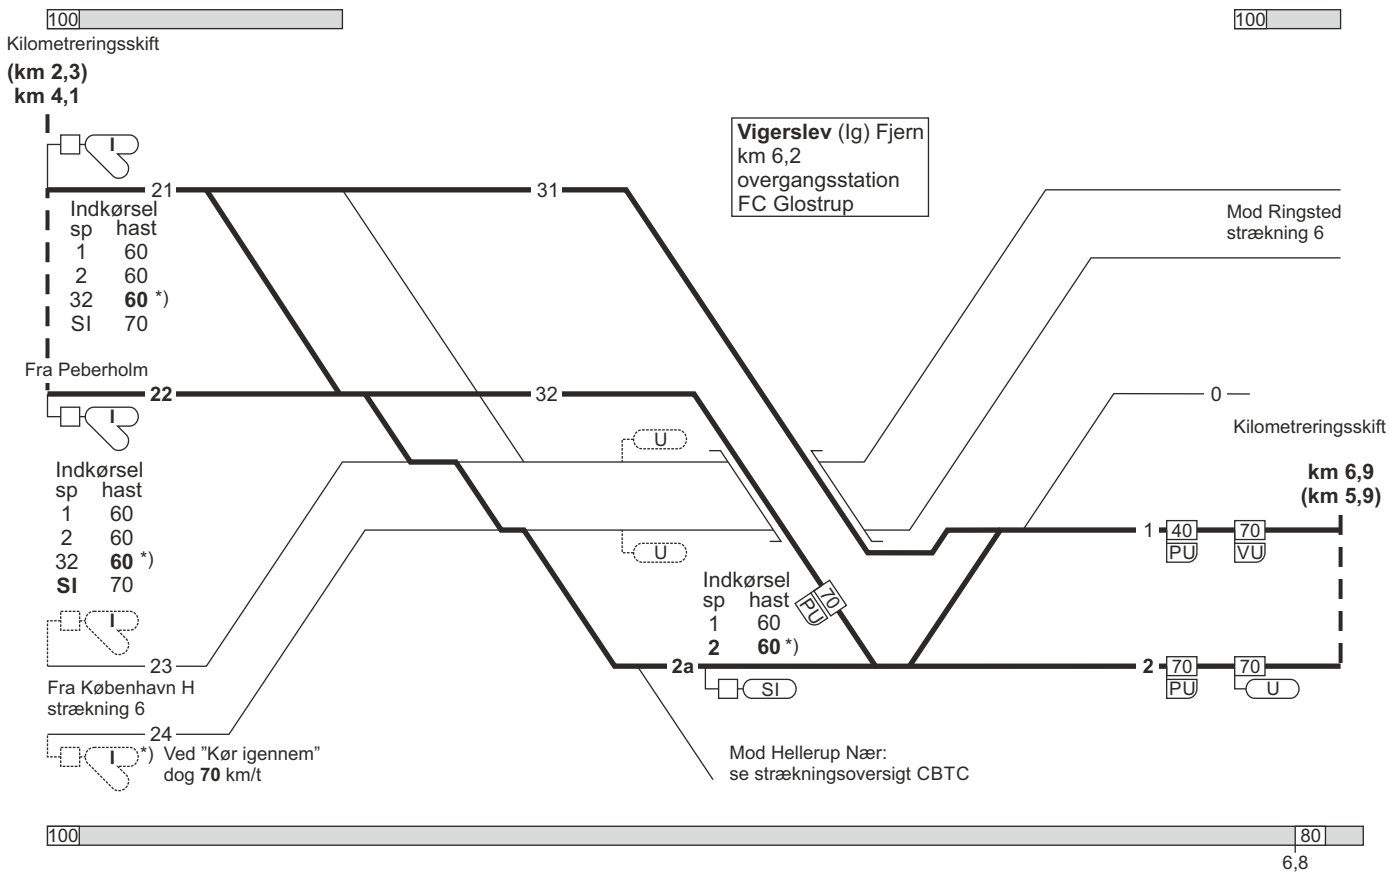 100
100
Kilometreringsskift
(km 2,3)
km 4,1
I
Vigerslev (Ig) Fjern
km 6,2
overgangsstation
FC Glostrup
21
31
Indkørsel
sp hast
1 60
2 60
32 60 *)
SI 70
Mod Ringsted
strækning 6
Fra Peberholm
22
32
0
I
Kilometreringsskift
U
Indkørsel
sp hast
1 60
2 60
32 60 *)
SI 70
km 6,9
(km 5,9)
1
40
PU
70
VU
U
Indkørsel
sp hast
1 60
2 60 *)
70
PU
I
23
2a
SI
2
70
PU
70
U
Fra København H
strækning 6
24
I
*) Ved "Kør igennem"
dog 70 km/t
Mod Hellerup Nær:
se strækningsoversigt CBTC
100
80
6,8